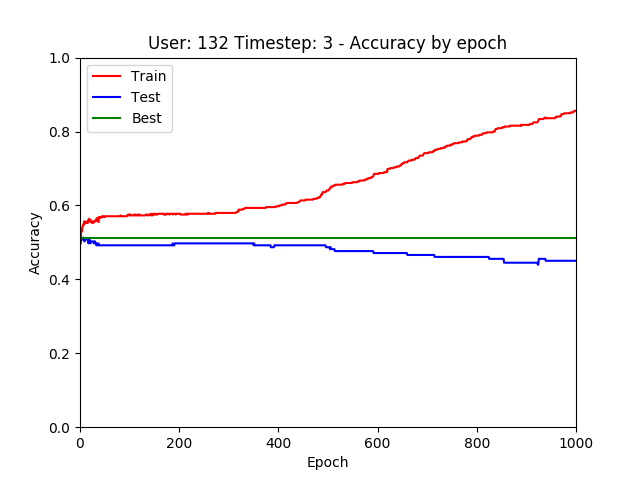 User: 132 Timestep: 3 - Accuracy by epoch
Train
Test
Best
Accuracy
1.0
0.8
0.6
0.4
0.2
0.0
0 200 400 600 800 1000
Epoch